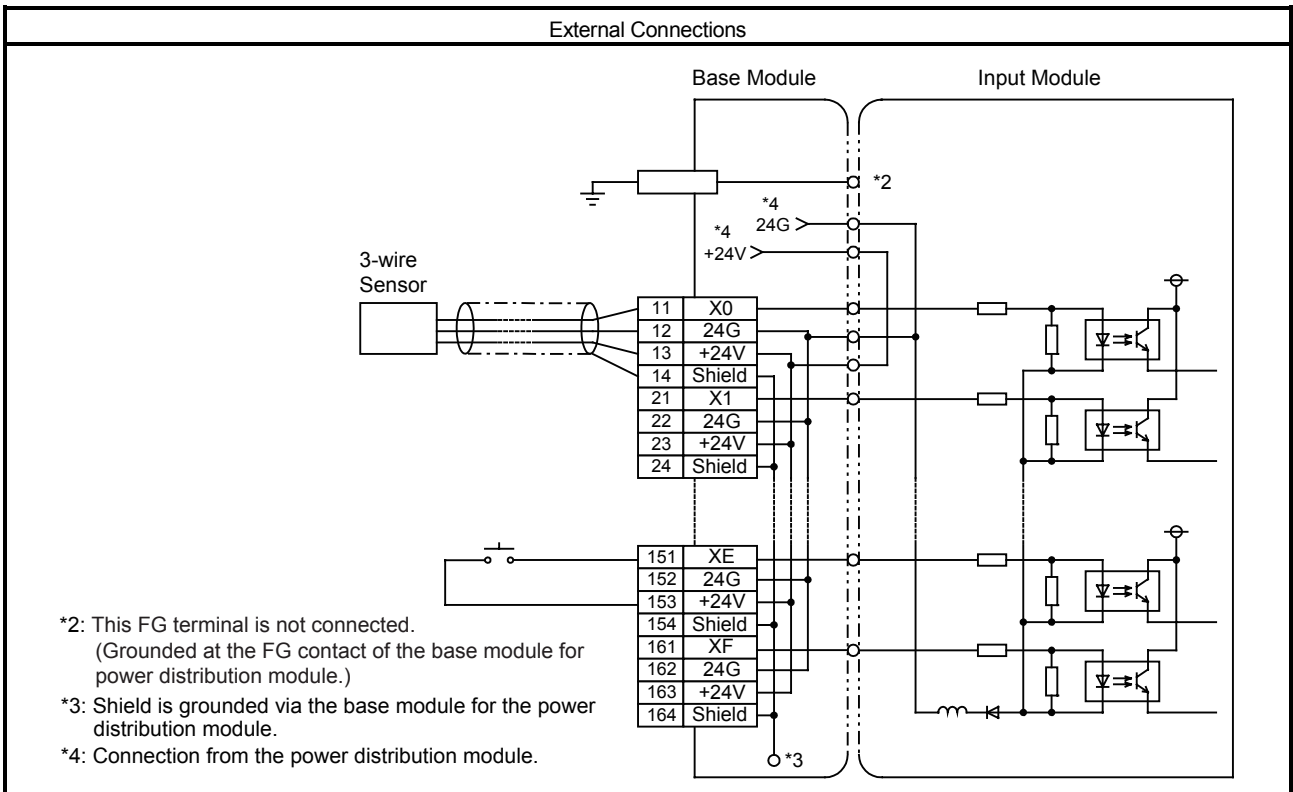 External Connections
Base Module
Input Module
*2
*4
24G
*4
+24V
3-wire
Sensor
11 X0
12 24G
13 +24V
14 Shield
21 X1
22 24G
23 +24V
24 Shield
151 XE
152 24G
153 +24V
154 Shield
161 XF
162 24G
163 +24V
164 Shield
*3
*2: This FG terminal is not connected.
(Grounded at the FG contact of the base module for
power distribution module.)
*3: Shield is grounded via the base module for the power
distribution module.
*4: Connection from the power distribution module.